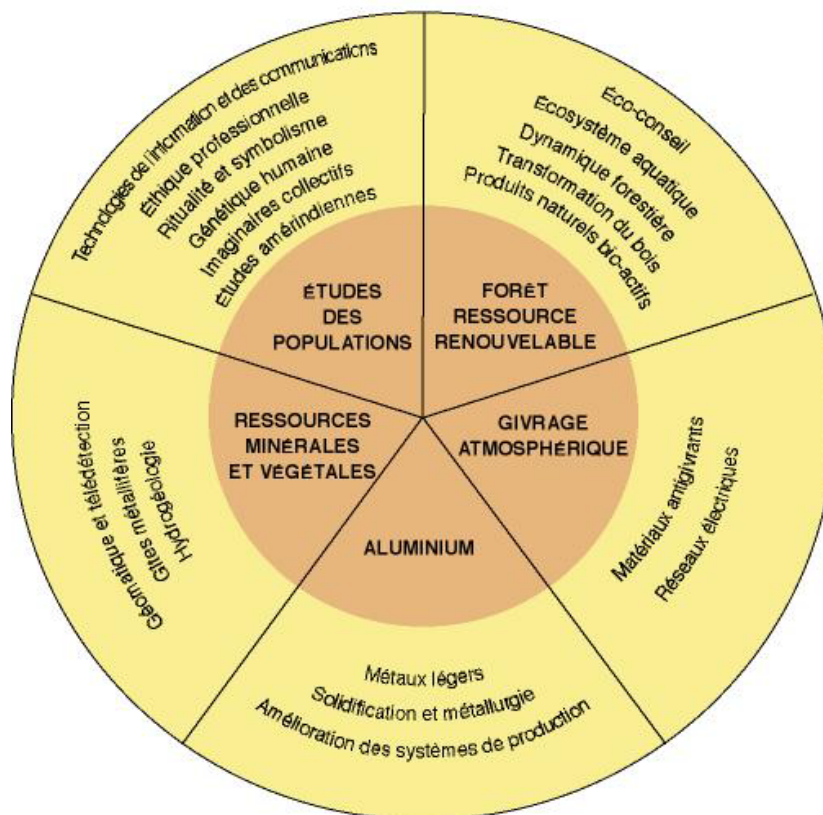 Technologies de l'information et des communications
Éthique professionnelle
Ritualité et symbolisme
Génétique humaine
Imaginaires collectifs
Études amérindiennes
ÉTUDES
DES
POPULATIONS
Éco-conseil
Écosystème aquatique
Dynamique forestière
Transformation du bois
Produits naturels bio-actifs
FORÊT
RESSOURCE
RENOUVELABLE
GIVRAGE
ATMOSPHÉRIQUE
Matériaux antigivrants
Réseaux électriques
ALUMINIUM
Métaux légers
Solidification et métallurgie
Amélioration des systèmes de production
RESSOURCES
MINÉRALES
ET VÉGÉTALES
Géomatique et télédétection
Gîtes métallifères
Hydrogéologie